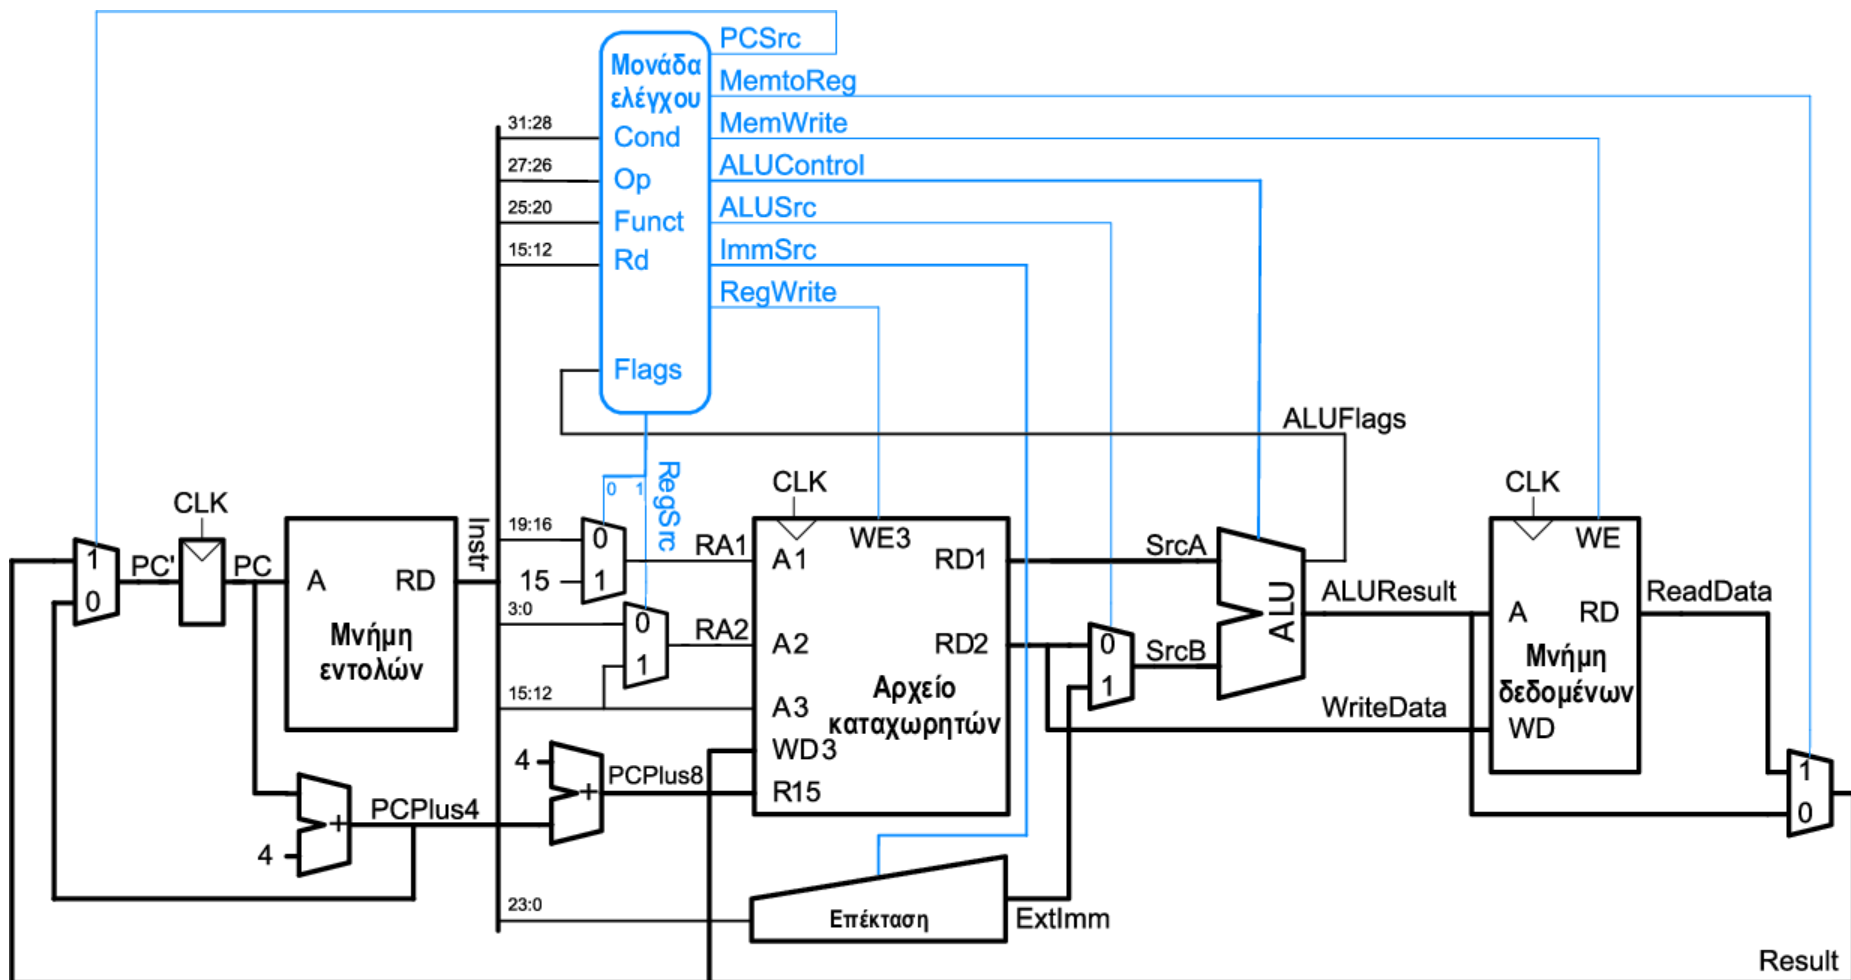 PCSrc
Μονάδα
ελέγχου
MemtoReg
MemWrite
31:28
Cond
27:26
Op
ALUControl
25:20
Funct
ALUSrc
15:12
Rd
ImmSrc
RegWrite
Flags
ALUFlags
RegSrc
0 1
CLK
CLK
CLK
Instr
19:16
0
15
1
RA1
A1
WE3
RD1
SrcA
WE
1
0
PC'
PC
A
RD
Μνήμη
εντολών
3:0
0
1
RA2
A2
RD2
0
1
SrcB
ALU
ALUResult
A
RD
ReadData
Μνήμη
δεδομένων
Αρχείο
καταχωρητών
15:12
A3
WriteData
WD
4
+
PCPlus8
WD3
R15
1
0
PCPlus4
4
+
23:0
Επέκταση
ExtImm
Result